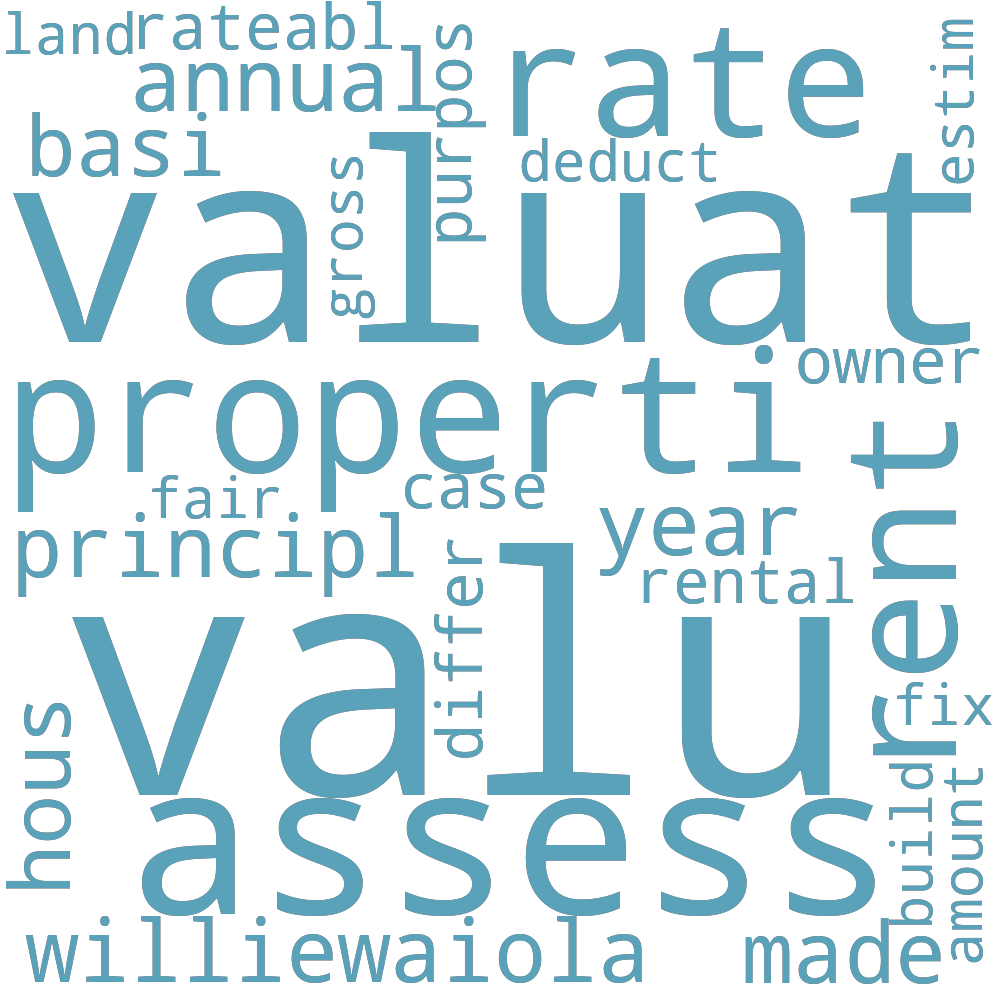 land
rateabl
annual
purpos
rate
estim
basi
deduct
gross
valuat
owner
properti
rent
case
fair
principl
year
rental
differ
valu
fix
hous
build
amount
assess
williewaiola
made